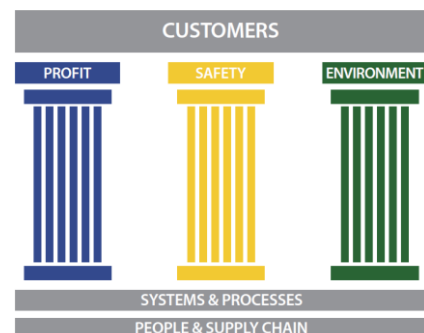 CUSTOMERS
PROFIT SAFETY ENVIRONMENT
SYSTEMS & PROCESSES
PEOPLE & SUPPLY CHAIN